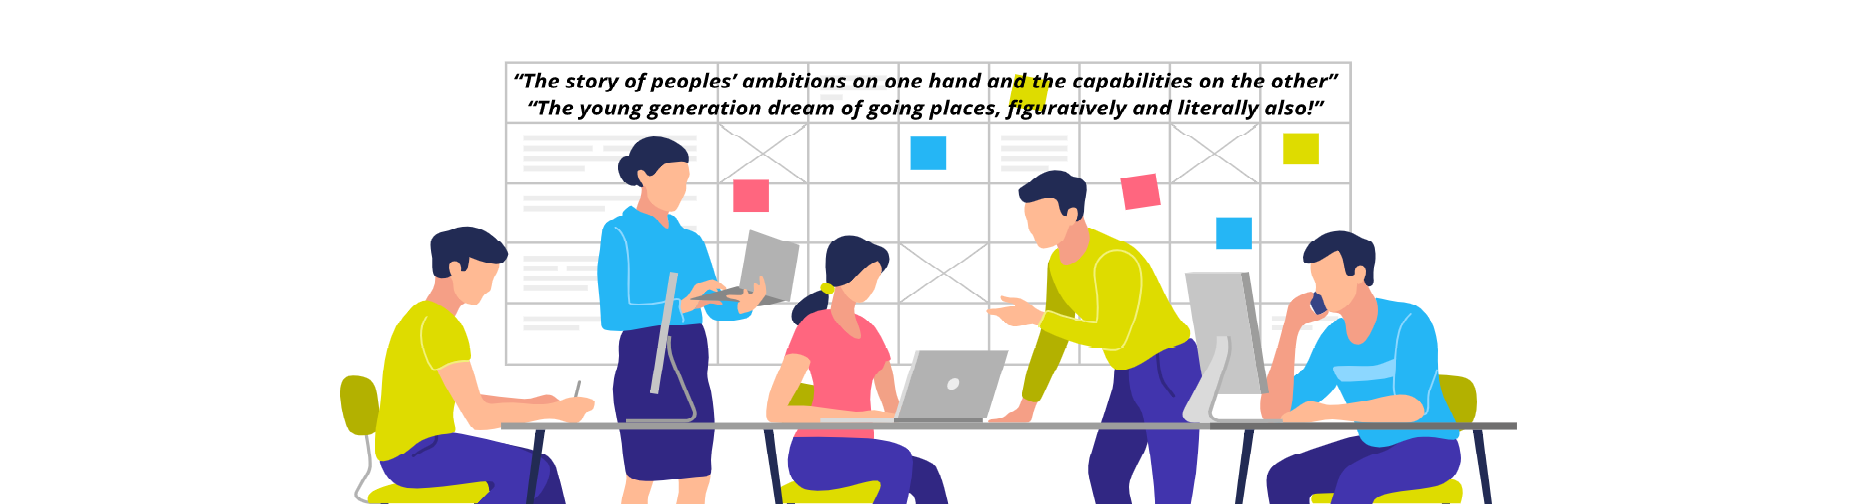 “The story of peoples’ ambitions on one hand and the capabilities on the other”
“The young generation dream of going places, figuratively and literally also!”